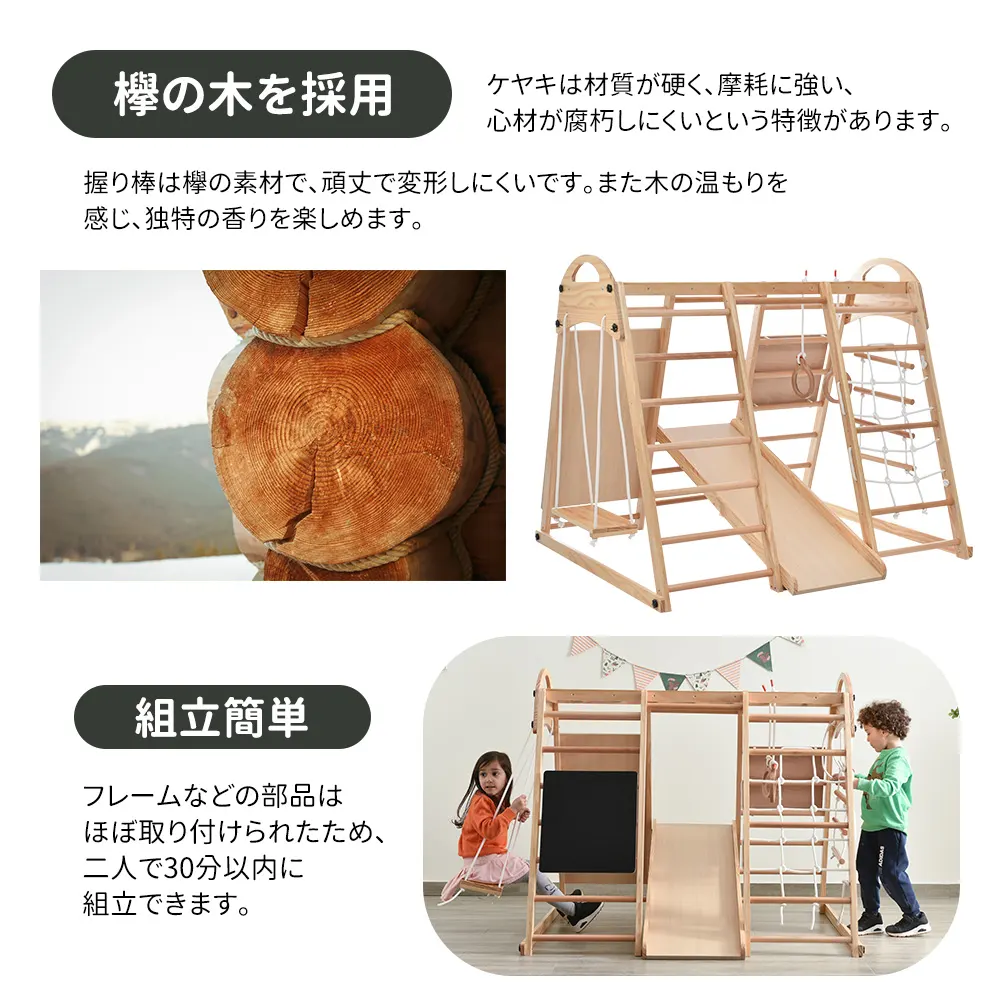 欅の木を採用
ケヤキは材質が硬く、摩耗に強い、
心材が腐朽しにくいという特徴があります。
握り棒は欅の素材で、頑丈で変形しにくいです。また木の温もりを
感じ、独特の香りを楽しめます。
組立簡単
フレームなどの部品は
ほぼ取り付けられたため、
二人で30分以内に
組立できます。
ADIDAS